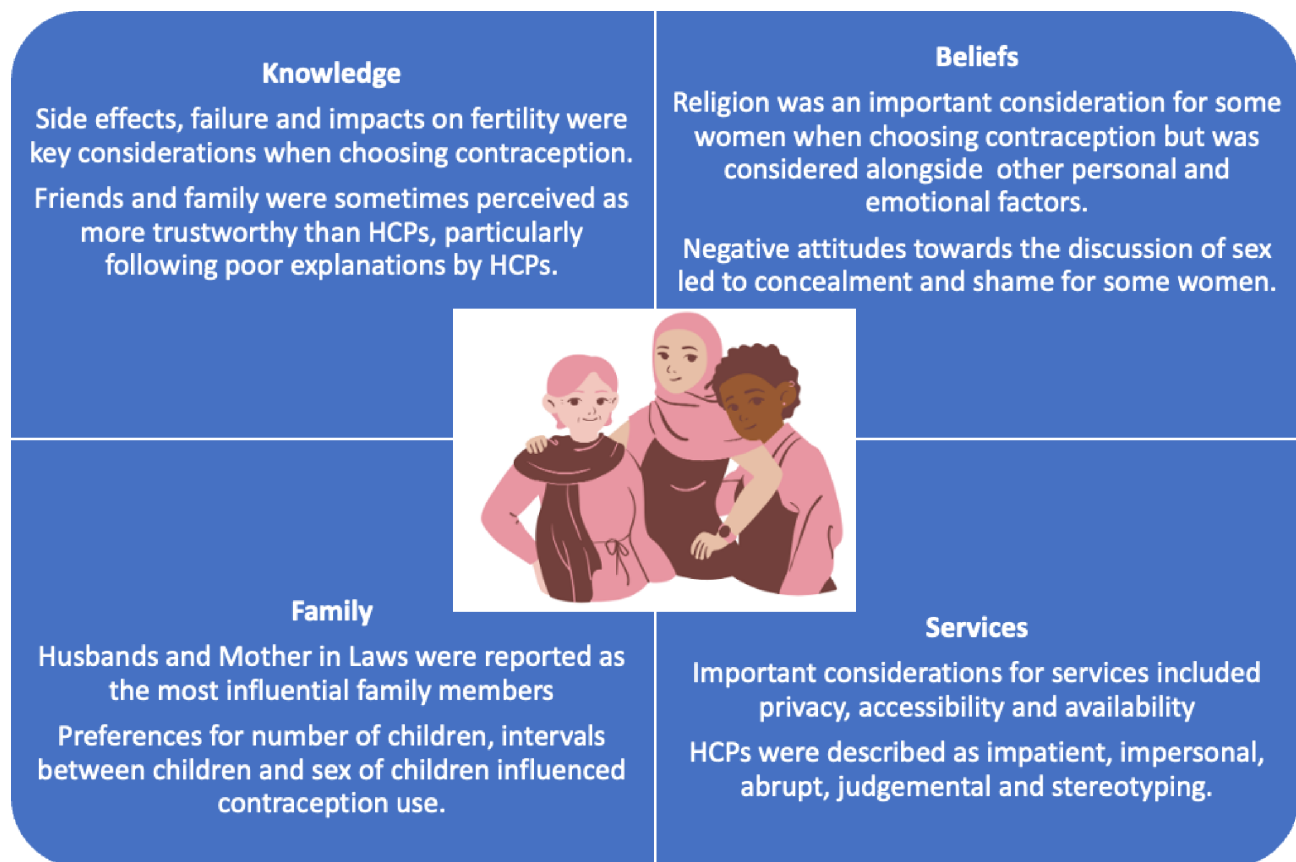 Knowledge
Side effects, failure and impacts on fertility were
key considerations when choosing contraception.
Friends and family were sometimes perceived as
more trustworthy than HCPs, particularly
following poor explanations by HCPs.
Beliefs
Religion was an important consideration for some
women when choosing contraception but was
considered alongside other personal and
emotional factors.
Negative attitudes towards the discussion of sex
led to concealment and shame for some women.
Family
Husbands and Mother in Laws were reported as
the most influential family members
Preferences for number of children, intervals
between children and sex of children influenced
contraception use.
Services
Important considerations for services included
privacy, accessibility and availability
HCPs were described as impatient, impersonal,
abrupt, judgemental and stereotyping.